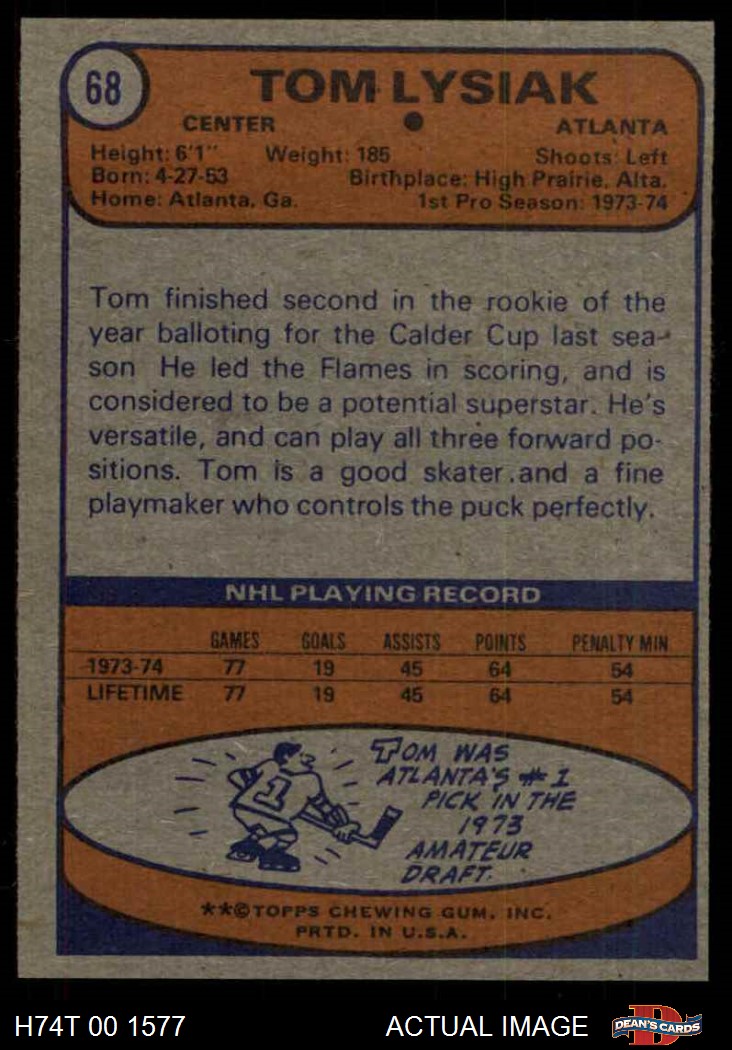 68
TOM LYSIAK
CENTER ATLANTA
Height: 6'1" Weight: 185 Shoots: Left
Born: 4-27-53 Birthplace: High Prairie, Alta.
Home: Atlanta, Ga. 1st Pro Season: 1973-74
Tom finished second in the rookie of the
year balloting for the Calder Cup last sea-
son He led the Flames in scoring, and is
considered to be a potential superstar. He's
versatile, and can play all three forward po-
sitions. Tom is a good skater and a fine
playmaker who controls the puck perfectly.
NHL PLAYING RECORD
GAMES GOALS ASSISTS POINTS PENALTY MIN
1973-74 77 19 45 64 54
LIFETIME 77 19 45 64 54
1
TOM WAS
ATLANTA'S #1
PICK IN THE
1973
AMATEUR
DRAFT.
**©TOPPS CHEWING GUM, INC.
PRTD. IN U.S.A.
H74T 00 1577 ACTUAL IMAGE D DEAN'S CARDS